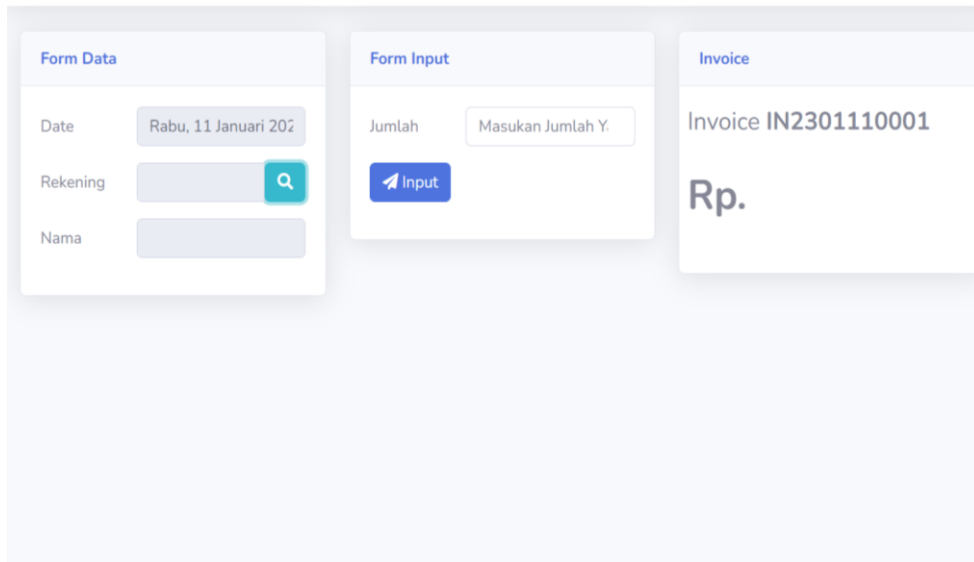 Form Data
Date
Rabu, 11 Januari 202
Rekening
Nama
Form Input
Jumlah
Masukan Jumlah Y
Input
Invoice
Invoice IN2301110001
Rp.